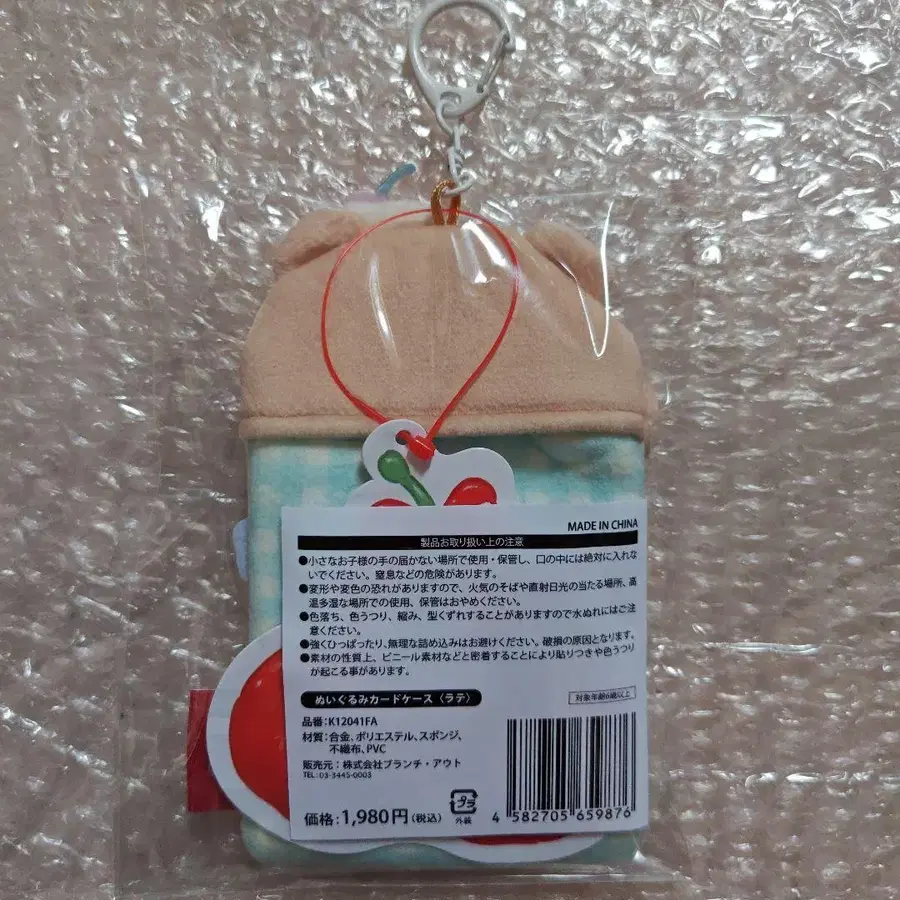 MADE IN CHINA
製品お取り扱い上の注意
●小さなお子様の手の届かない場所で使用・保管し、口の中には絶対に入れな
いでください。窒息などの危険があります。
●変形や変色の恐れがありますので、火気のそばや直射日光の当たる場所、高
温多湿な場所での使用、保管はおやめください。
●色落ち、色うつり、縮み、型くずれすることがありますので水ぬれにはご注
意ください。
●強くひっぱったり、無理な詰め込みはお避けください。破損の原因となります。
●素材の性質上、ビニール素材などと密着することにより貼りつきや色うつり
が起こる事があります。
ぬいぐるみカードケース〈ラテ〉
対象年齢6歳以上
品番:K12041FA
材質:合金、ポリエステル、スポンジ、
不織布、PVC
販売元:株式会社ブランチ・アウト
TEL:03-3445-0003
価格:1,980円(税込)
プラ
外装
4 582705 659876